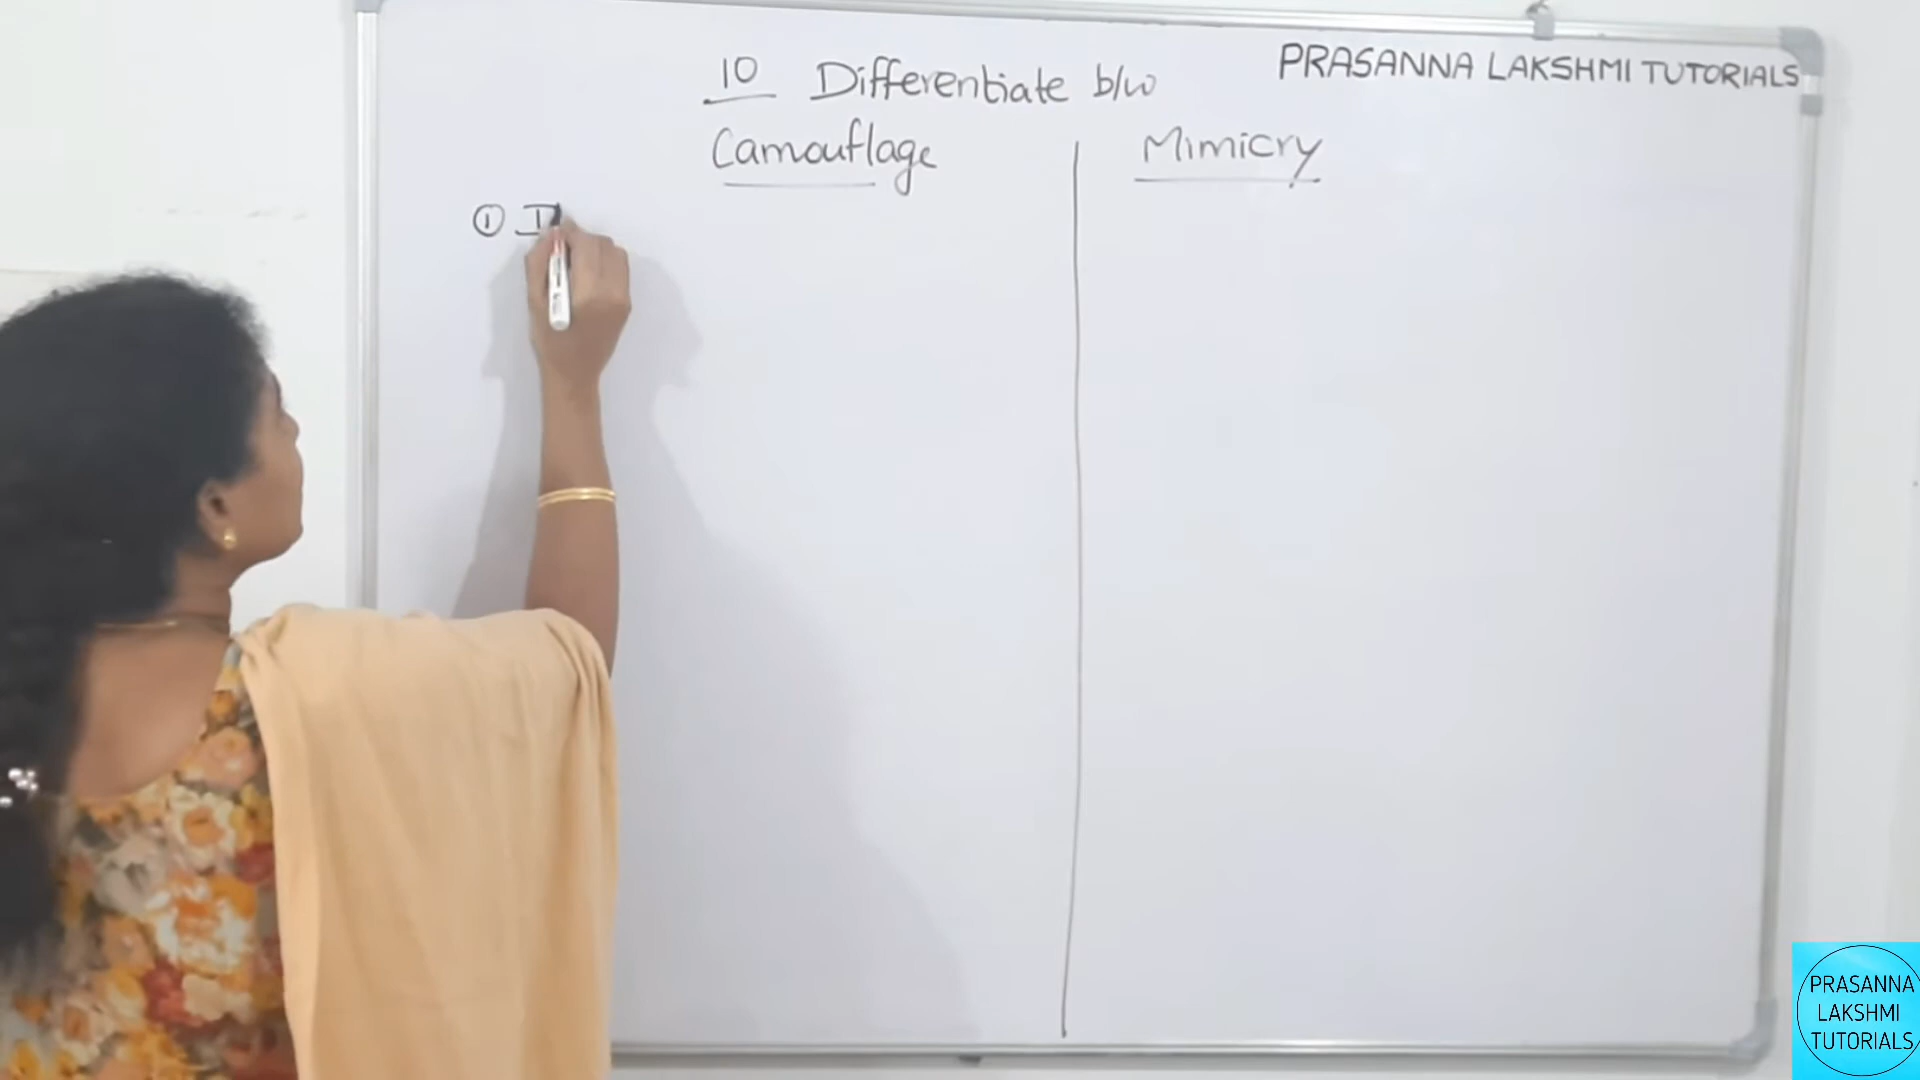 10 Differentiate b/w
PRASANNA LAKSHMI TUTORIALS
Camouflage
Mimicry
① I
PRASANNA
LAKSHMI
TUTORIALS